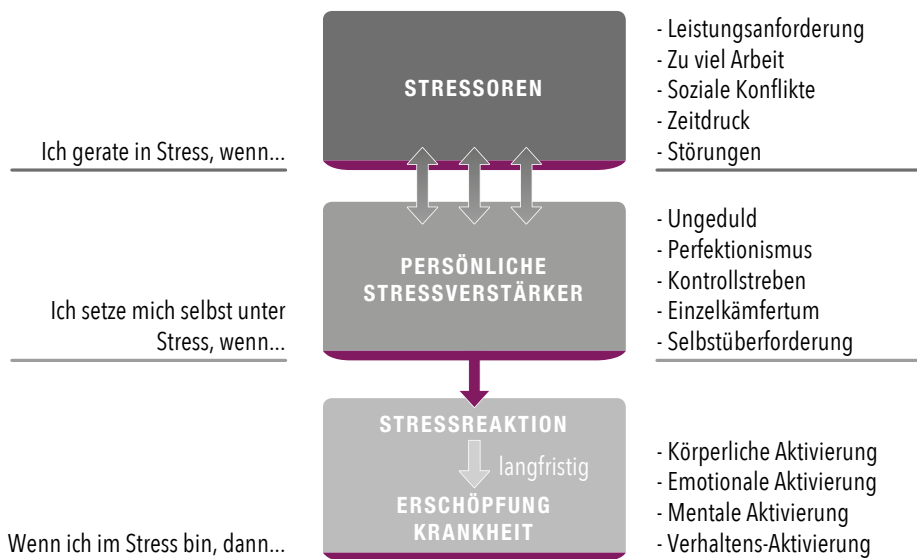 STRESSOREN
- Leistungsanforderung
- Zu viel Arbeit
- Soziale Konflikte
- Zeitdruck
- Störungen
Ich gerate in Stress, wenn...
PERSÖNLICHE
STRESSVERSTÄRKER
- Ungeduld
- Perfektionismus
- Kontrollstreben
- Einzelkämfertum
- Selbstüberforderung
Ich setze mich selbst unter
Stress, wenn...
STRESSREAKTION
langfristig
ERSCHÖPFUNG
KRANKHEIT
- Körperliche Aktivierung
- Emotionale Aktivierung
- Mentale Aktivierung
- Verhaltens-Aktivierung
Wenn ich im Stress bin, dann...